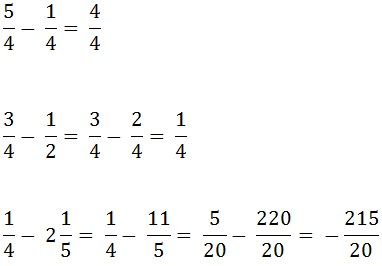 5/4 − 1/4 = 4/4
3/4 − 1/2 = 3/4 − 2/4 = 1/4
1/4 − 2 1/5 = 1/4 − 11/5 = 5/20 − 220/20 = − 215/20